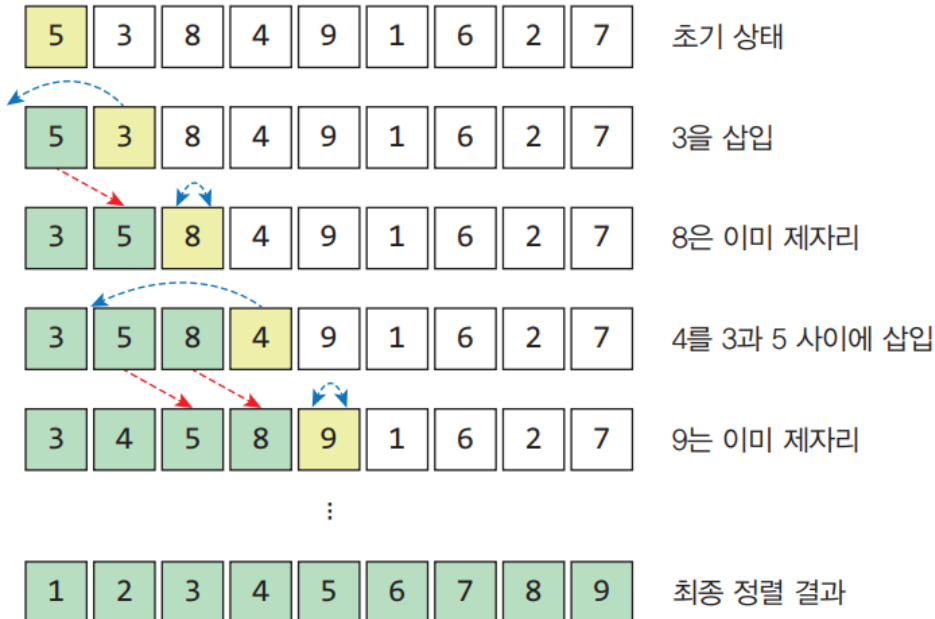 5 3 8 4 9 1 6 2 7 초기 상태
5 3 8 4 9 1 6 2 7 3을 삽입
3 5 8 4 9 1 6 2 7 8은 이미 제자리
3 5 8 4 9 1 6 2 7 4를 3과 5 사이에 삽입
3 4 5 8 9 1 6 2 7 9는 이미 제자리
⋮
1 2 3 4 5 6 7 8 9 최종 정렬 결과